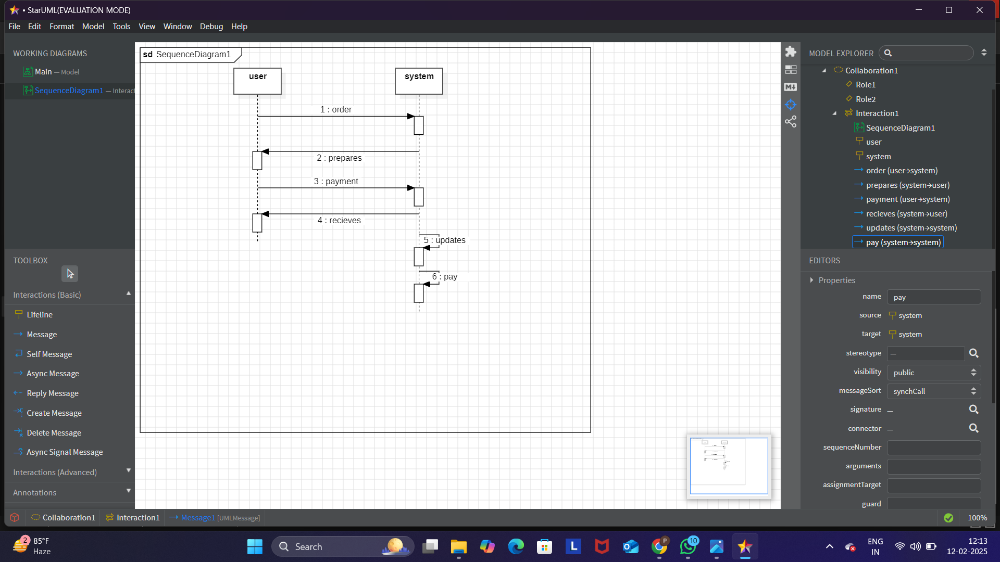 StarUML(EVALUATION MODE)
File Edit Format Model Tools View Window Debug Help
WORKING DIAGRAMS
Main — Model
SequenceDiagram1 — Interact
TOOLBOX
Interactions (Basic)
Lifeline
Message
Self Message
Async Message
Reply Message
Create Message
Delete Message
Async Signal Message
Interactions (Advanced)
Annotations
sd SequenceDiagram1
user
system
1 : order
2 : prepares
3 : payment
4 : recieves
5 : updates
6 : pay
MODEL EXPLORER
Collaboration1
Role1
Role2
Interaction1
SequenceDiagram1
user
system
order (user→system)
prepares (system→user)
payment (user→system)
recieves (system→user)
updates (system→system)
pay (system→system)
EDITORS
Properties
name pay
source system
target system
stereotype —
visibility public
messageSort synchCall
signature —
connector —
sequenceNumber
arguments
assignmentTarget
guard
Collaboration1 Interaction1 Message1 [UMLMessage]
100%
2
85°F
Haze
Search
L
P
10
ENG
IN
12:13
12-02-2025